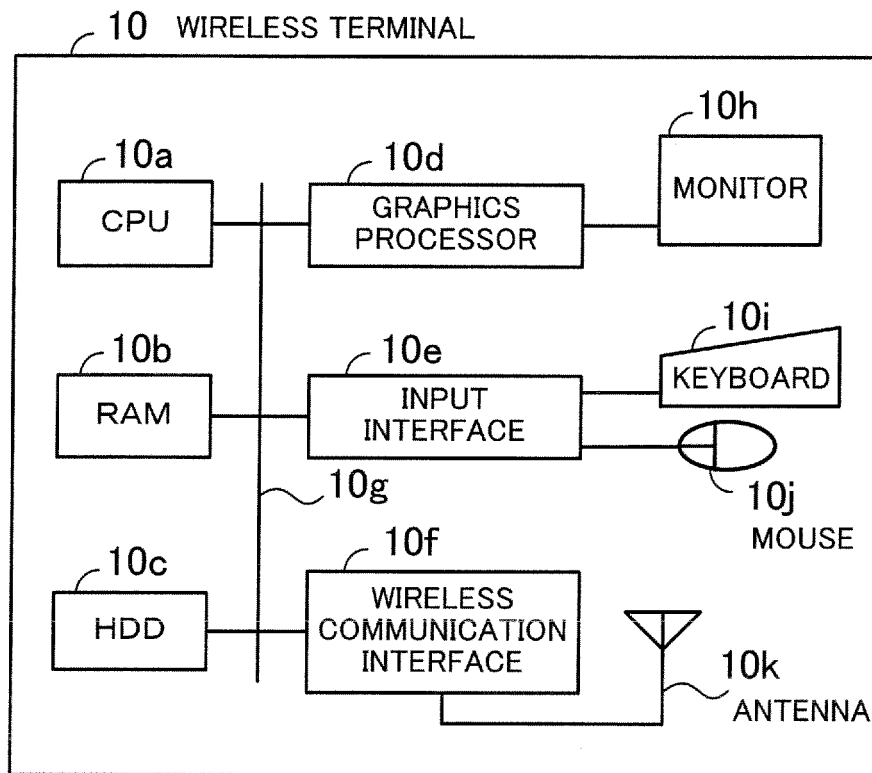 10 WIRELESS TERMINAL
10h
MONITOR
10a
CPU
10d
GRAPHICS
PROCESSOR
10i
KEYBOARD
10b
RAM
10e
INPUT
INTERFACE
10j
MOUSE
10g
10c
HDD
10f
WIRELESS
COMMUNICATION
INTERFACE
10k
ANTENNA